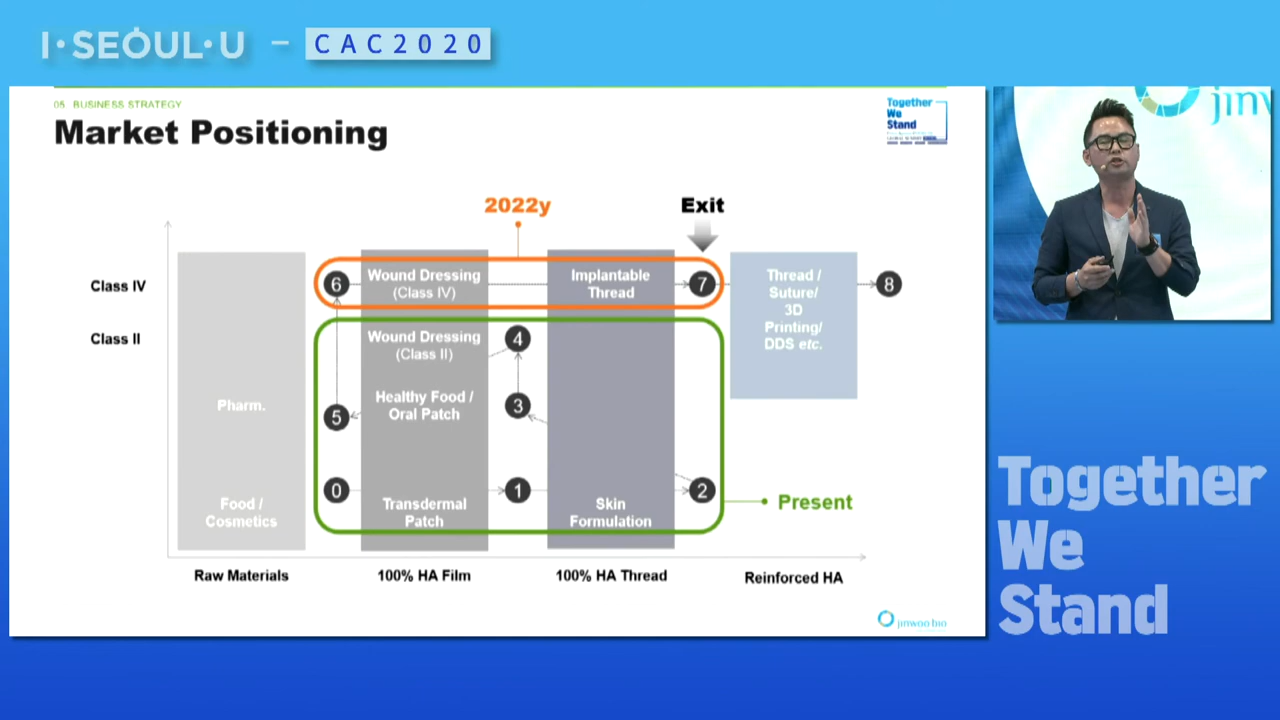 I·SEOUL·U – CAC2020
05 BUSINESS STRATEGY
Market Positioning
Together
We
Stand
jinw
2022y
Exit
Class IV
Class II
6
Wound Dressing
(Class IV)
Implantable
Thread
7
Thread /
Suture/
3D
Printing/
DDS etc.
8
Wound Dressing
(Class II)
4
Pharm.
5
Healthy Food /
Oral Patch
3
Food /
Cosmetics
0
Transdermal
Patch
1
Skin
Formulation
2
Present
Raw Materials
100% HA Film
100% HA Thread
Reinforced HA
jinwoo bio
Together
We
Stand